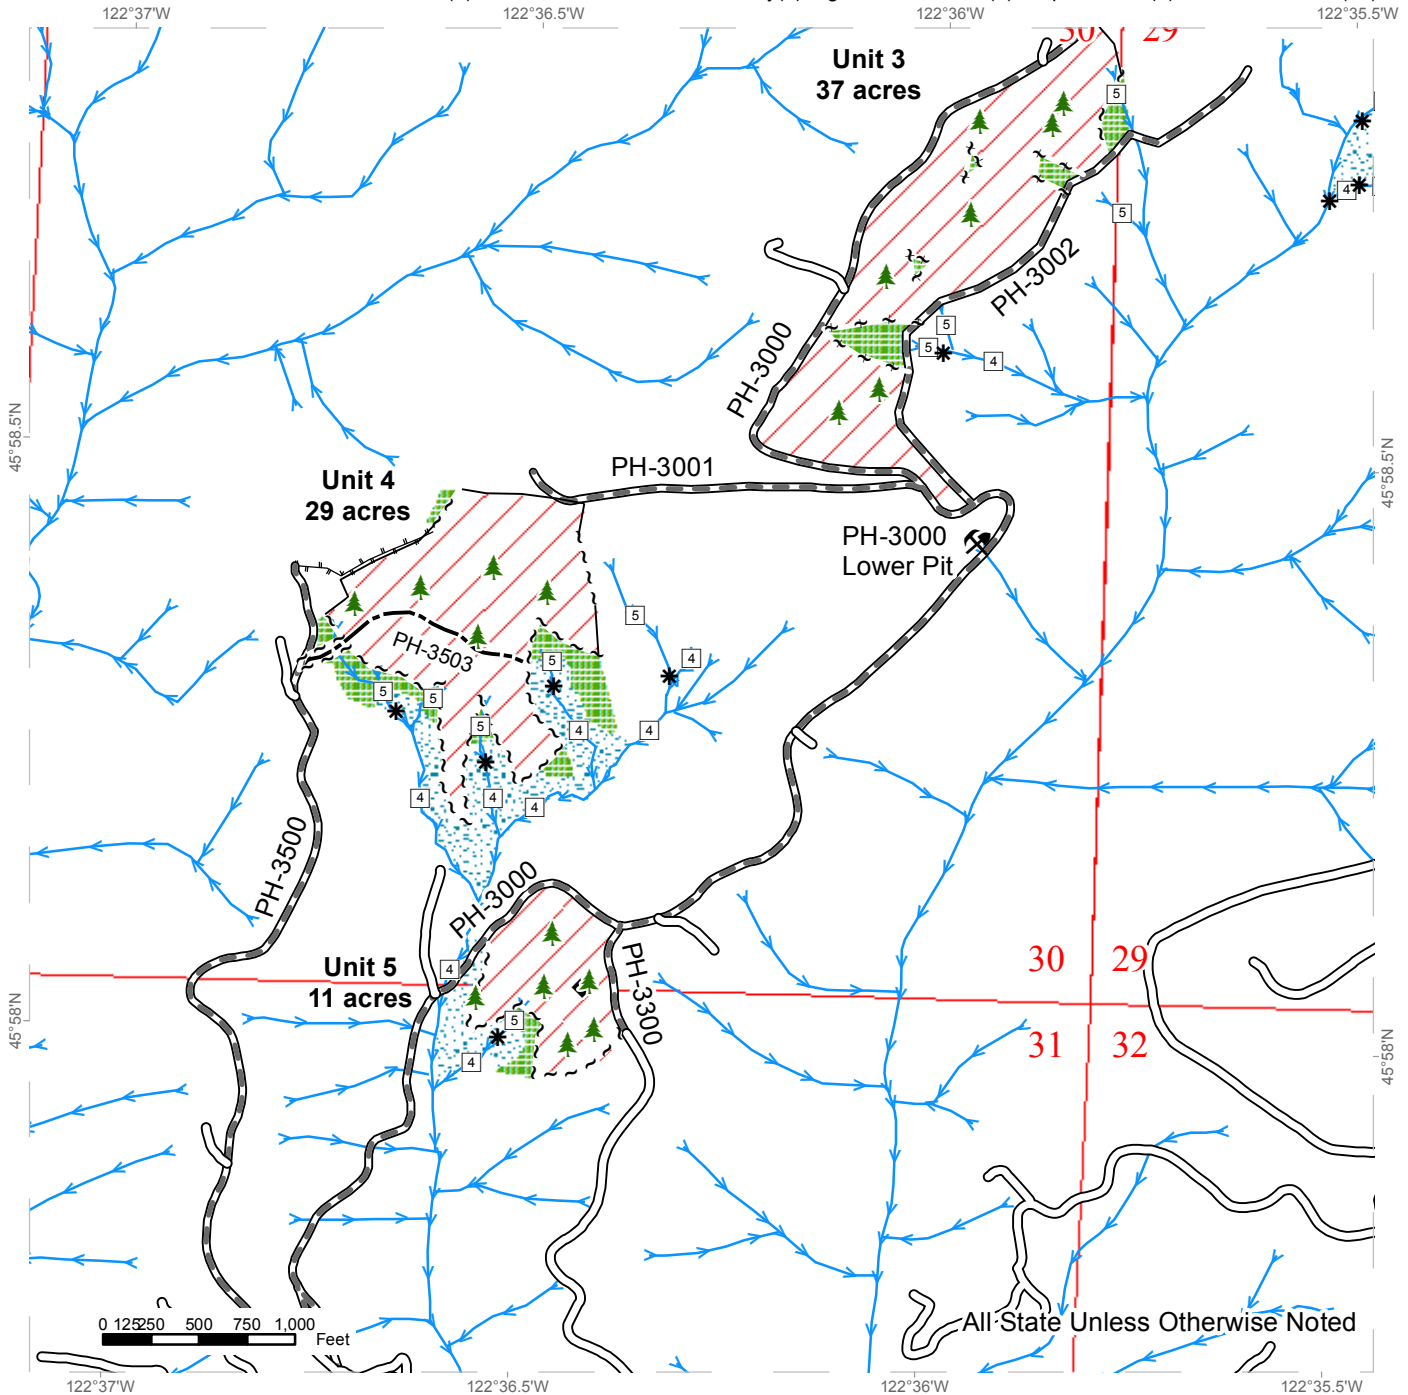 122°37'W
122°36.5'W
122°36'W
122°35.5'W
30 29
Unit 3
37 acres
5
4
5
PH-3002
5
5
4
PH-3000
45°58.5'N
45°58.5'N
PH-3001
Unit 4
29 acres
PH-3000
Lower Pit
5
4
PH-3503
5
5
5
5
4
4
4
4
4
PH-3500
PH-3000
PH-3300
30 29
4
Unit 5
11 acres
5
4
31 32
45°58'N
45°58'N
0 125 250 500 750 1,000
Feet
All State Unless Otherwise Noted
122°37'W
122°36.5'W
122°36'W
122°35.5'W